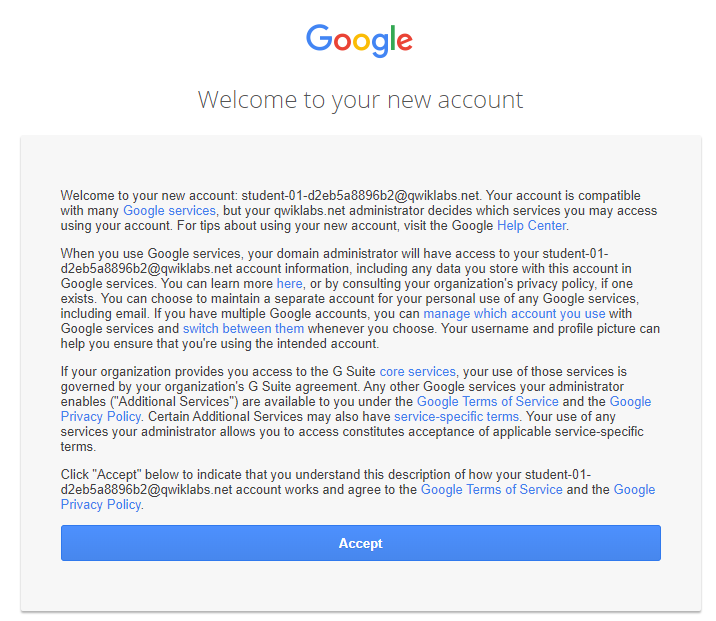 Google
Welcome to your new account
Welcome to your new account: student-01-d2eb5a8896b2@qwiklabs.net. Your account is compatible
with many Google services, but your qwiklabs.net administrator decides which services you may access
using your account. For tips about using your new account, visit the Google Help Center.
When you use Google services, your domain administrator will have access to your student-01-
d2eb5a8896b2@qwiklabs.net account information, including any data you store with this account in
Google services. You can learn more here, or by consulting your organization's privacy policy, if one
exists. You can choose to maintain a separate account for your personal use of any Google services,
including email. If you have multiple Google accounts, you can manage which account you use with
Google services and switch between them whenever you choose. Your username and profile picture can
help you ensure that you're using the intended account.
If your organization provides you access to the G Suite core services, your use of those services is
governed by your organization's G Suite agreement. Any other Google services your administrator
enables ("Additional Services") are available to you under the Google Terms of Service and the Google
Privacy Policy. Certain Additional Services may also have service-specific terms. Your use of any
services your administrator allows you to access constitutes acceptance of applicable service-specific
terms.
Click "Accept" below to indicate that you understand this description of how your student-01-
d2eb5a8896b2@qwiklabs.net account works and agree to the Google Terms of Service and the Google
Privacy Policy.
Accept